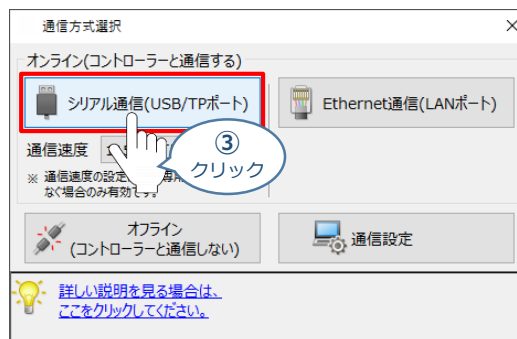 通信方式選択
オンライン(コントローラーと通信する)
シリアル通信(USB/TPポート)
Ethernet通信(LANポート)
通信速度
③
クリック
※ 通信速度の設定
なぐ場合のみ有効です。
オフライン
(コントローラーと通信しない)
通信設定
詳しい説明を見る場合は、
ここをクリックしてください。